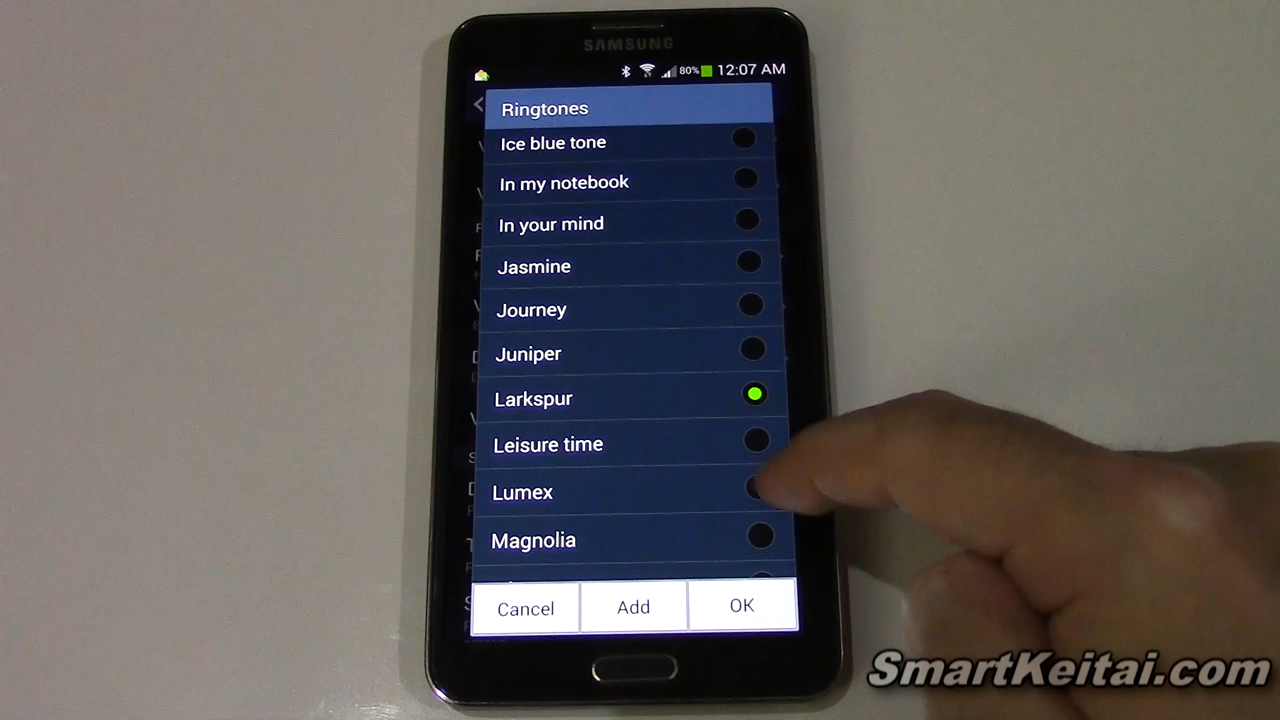 SAMSUNG
80% 12:07 AM
Ringtones
Ice blue tone
In my notebook
In your mind
Jasmine
Journey
Juniper
Larkspur
Leisure time
Lumex
Magnolia
Cancel Add OK
SmartKeitai.com